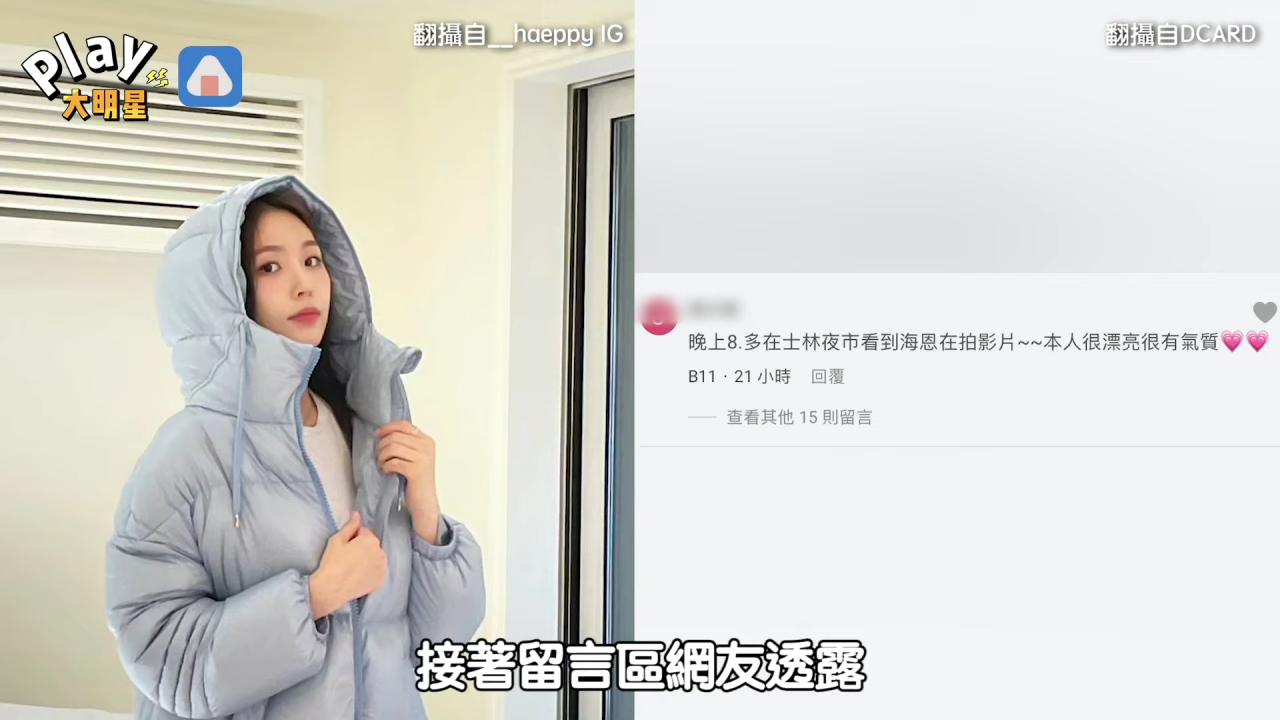 Play
大明星
翻攝自__haeppy IG
翻攝自DCARD
晚上8.多在士林夜市看到海恩在拍影片~~本人很漂亮很有氣質💗💗
B11 · 21 小時 回覆
查看其他 15 則留言
接著留言區網友透露